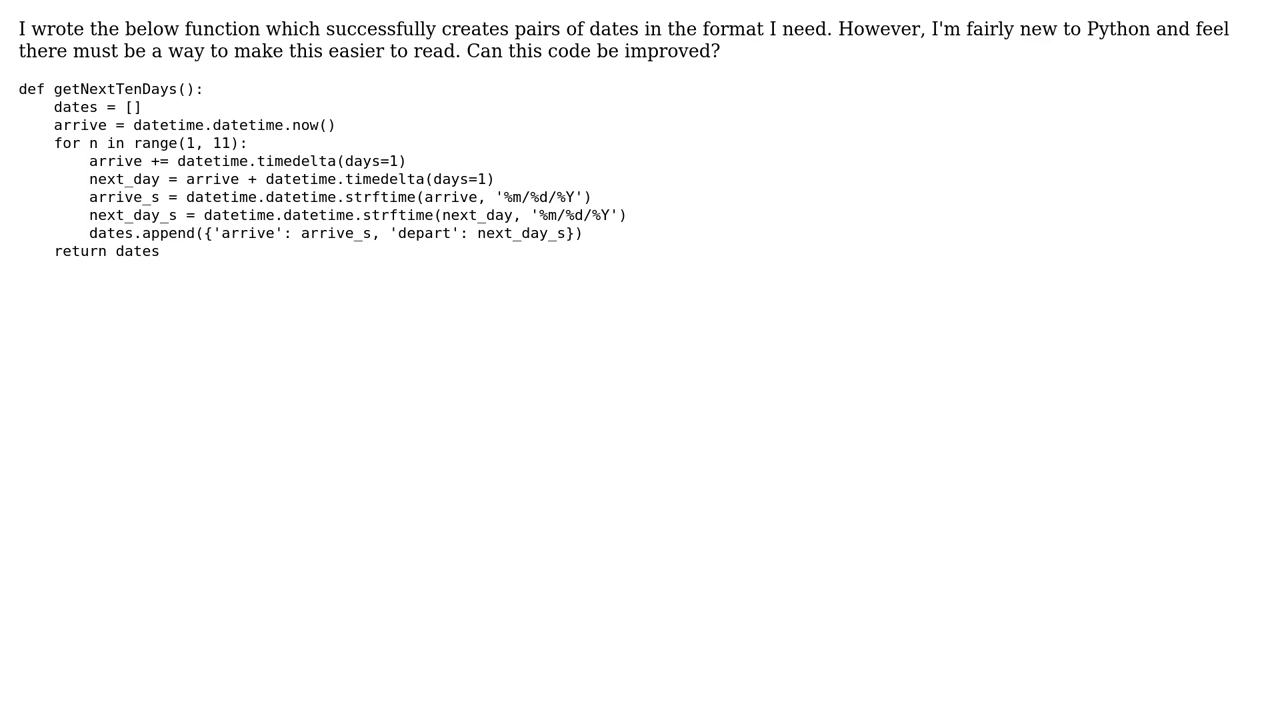 I wrote the below function which successfully creates pairs of dates in the format I need. However, I'm fairly new to Python and feel
there must be a way to make this easier to read. Can this code be improved?
def getNextTenDays():
    dates = []
    arrive = datetime.datetime.now()
    for n in range(1, 11):
        arrive += datetime.timedelta(days=1)
        next_day = arrive + datetime.timedelta(days=1)
        arrive_s = datetime.datetime.strftime(arrive, '%m/%d/%Y')
        next_day_s = datetime.datetime.strftime(next_day, '%m/%d/%Y')
        dates.append({'arrive': arrive_s, 'depart': next_day_s})
    return dates